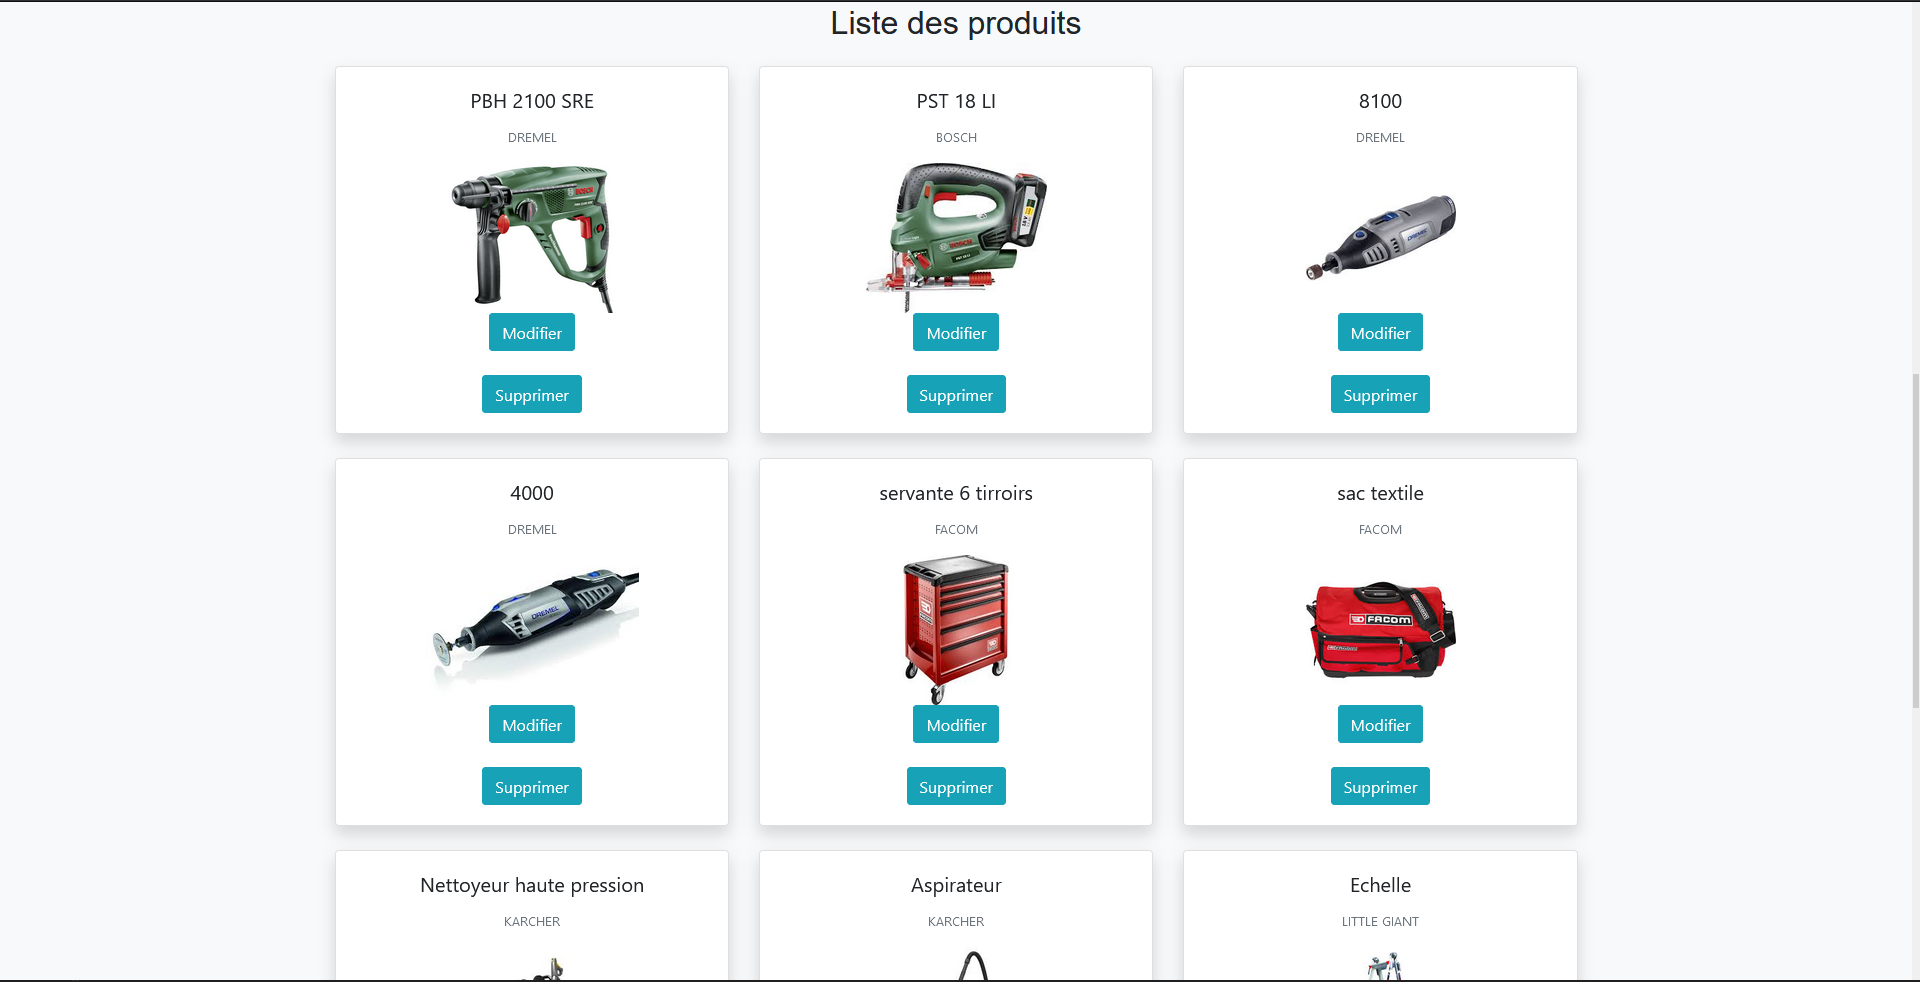 Liste des produits
PBH 2100 SRE
DREMEL
BOSCH
Modifier
Supprimer
PST 18 LI
BOSCH
BOSCH
Modifier
Supprimer
8100
DREMEL
DREMEL
Modifier
Supprimer
4000
DREMEL
DREMEL
Modifier
Supprimer
servante 6 tirroirs
FACOM
Modifier
Supprimer
sac textile
FACOM
FACOM
Modifier
Supprimer
Nettoyeur haute pression
KARCHER
Aspirateur
KARCHER
Echelle
LITTLE GIANT